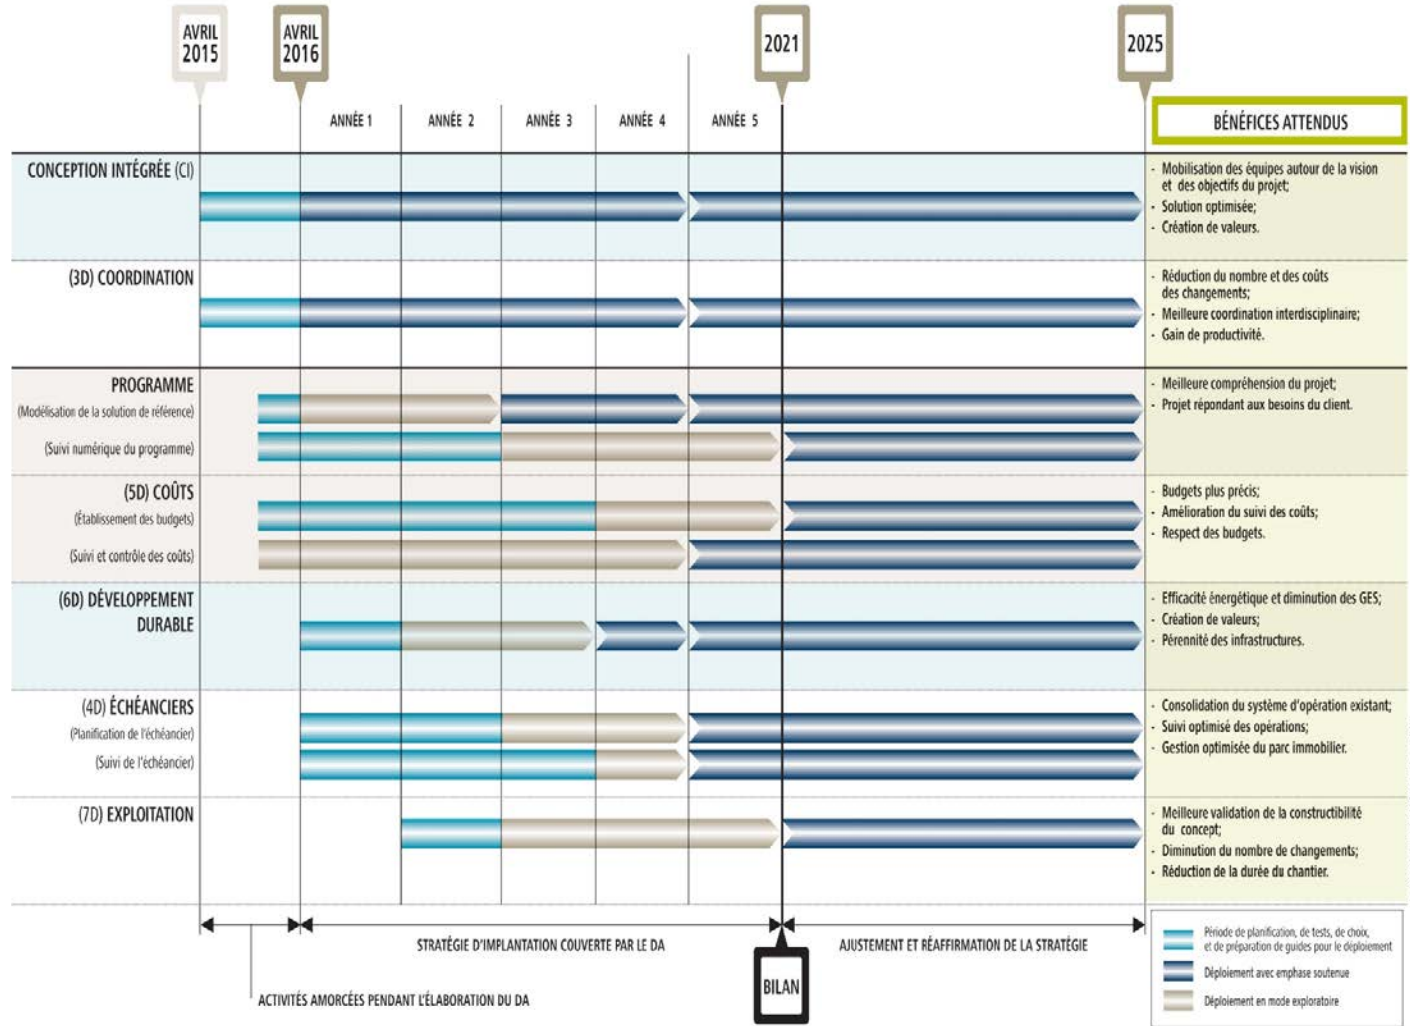 AVRIL
2015
AVRIL
2016
2021
2025
ANNÉE 1
ANNÉE 2
ANNÉE 3
ANNÉE 4
ANNÉE 5
BÉNÉFICES ATTENDUS
CONCEPTION INTÉGRÉE (CI)
- Mobilisation des équipes autour de la vision
et des objectifs du projet;
- Solution optimisée;
- Création de valeurs.
(3D) COORDINATION
- Réduction du nombre et des coûts
des changements;
- Meilleure coordination interdisciplinaire;
- Gain de productivité.
PROGRAMME
(Modélisation de la solution de référence)
(Suivi numérique du programme)
- Meilleure compréhension du projet;
- Projet répondant aux besoins du client.
(5D) COÛTS
(Établissement des budgets)
(Suivi et contrôle des coûts)
- Budgets plus précis;
- Amélioration du suivi des coûts;
- Respect des budgets.
(6D) DÉVELOPPEMENT
DURABLE
- Efficacité énergétique et diminution des GES;
- Création de valeurs;
- Pérennité des infrastructures.
(4D) ÉCHÉANCIERS
(Planification de l'échéancier)
(Suivi de l'échéancier)
- Consolidation du système d'opération existant;
- Suivi optimisé des opérations;
- Gestion optimisée du parc immobilier.
(7D) EXPLOITATION
- Meilleure validation de la constructibilité
du concept;
- Diminution du nombre de changements;
- Réduction de la durée du chantier.
STRATÉGIE D'IMPLANTATION COUVERTE PAR LE DA
AJUSTEMENT ET RÉAFFIRMATION DE LA STRATÉGIE
ACTIVITÉS AMORCÉES PENDANT L'ÉLABORATION DU DA
BILAN
Période de planification, de tests, de choix,
et de préparation de guides pour le déploiement
Déploiement avec emphase soutenue
Déploiement en mode exploratoire